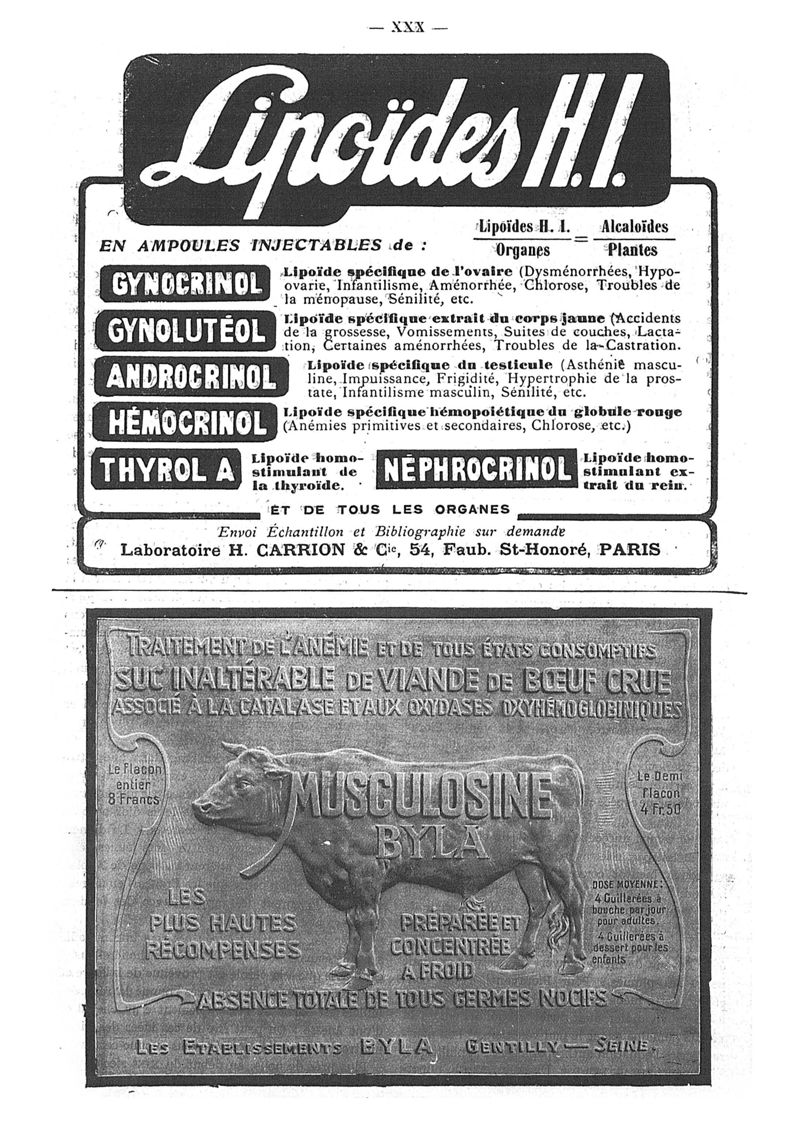 — XXX —
Lipoïdes H.I.
EN AMPOULES INJECTABLES de :
Lipoïdes H. I. = Alcaloïdes
Organes Plantes
GYNOCRINOL
Lipoïde spécifique de l'ovaire (Dysménorrhées, Hypo-
ovarie, Infantilisme, Aménorrhée, Chlorose, Troubles de
la ménopause, Sénilité, etc.
GYNOLUTÉOL
Lipoïde spécifique extrait du corps jaune (Accidents
de la grossesse, Vomissements, Suites de couches, Lacta-
tion, Certaines aménorrhées, Troubles de la Castration.
ANDROCRINOL
Lipoïde spécifique du testicule (Asthénie mascu-
line, Impuissance, Frigidité, Hypertrophie de la pros-
tate, Infantilisme masculin, Sénilité, etc.
HÉMOCRINOL
Lipoïde spécifique hémopoiétique du globule rouge
(Anémies primitives et secondaires, Chlorose, etc.)
THYROL A
Lipoïde homo-
stimulant de
la thyroïde.
NÉPHROCRINOL
Lipoïde homo-
stimulant ex-
trait du rein.
ET DE TOUS LES ORGANES
Envoi Échantillon et Bibliographie sur demande
Laboratoire H. CARRION & Cie, 54, Faub. St-Honoré, PARIS
TRAITEMENT DE L'ANÉMIE ET DE TOUS ÉTATS CONSOMPTIFS
SUC INALTÉRABLE DE VIANDE DE BŒUF CRUE
ASSOCIÉ À LA CATALASE ET AUX OXYDASES OXYHÉMOGLOBINIQUES
Le Flacon
entier
8 Francs
Le Demi
Flacon
4 Fr.50
MUSCULOSINE
BYLA
LES
PLUS HAUTES
RÉCOMPENSES
PRÉPARÉE ET
CONCENTRÉE
A FROID
DOSE MOYENNE:
4 Cuillerées à
bouche par jour
pour adultes.
4 Cuillerées à
dessert pour les
enfants
ABSENCE TOTALE DE TOUS GERMES NOCIFS
LES ETABLISSEMENTS BYLA GENTILLY — SEINE.